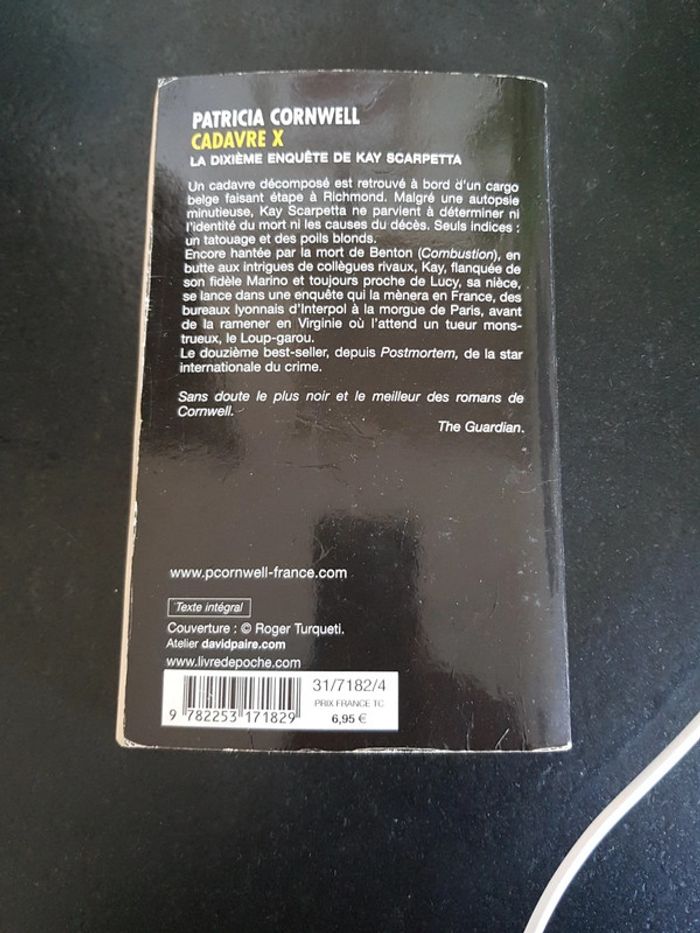 PATRICIA CORNWELL
CADAVRE X
LA DIXIÈME ENQUÊTE DE KAY SCARPETTA
Un cadavre décomposé est retrouvé à bord d'un cargo
belge faisant étape à Richmond. Malgré une autopsie
minutieuse, Kay Scarpetta ne parvient à déterminer ni
l'identité du mort ni les causes du décès. Seuls indices :
un tatouage et des poils blonds.
Encore hantée par la mort de Benton (Combustion), en
butte aux intrigues de collègues rivaux, Kay, flanquée de
son fidèle Marino et toujours proche de Lucy, sa nièce,
se lance dans une enquête qui la mènera en France, des
bureaux lyonnais d'Interpol à la morgue de Paris, avant
de la ramener en Virginie où l'attend un tueur mons-
trueux, le Loup-garou.
Le douzième best-seller, depuis Postmortem, de la star
internationale du crime.
Sans doute le plus noir et le meilleur des romans de
Cornwell.
The Guardian.
www.pcornwell-france.com
Texte intégral
Couverture : © Roger Turqueti.
Atelier davidpaire.com
www.livredepoche.com
31/7182/4
PRIX FRANCE TC
6,95 €
9 782253 171829